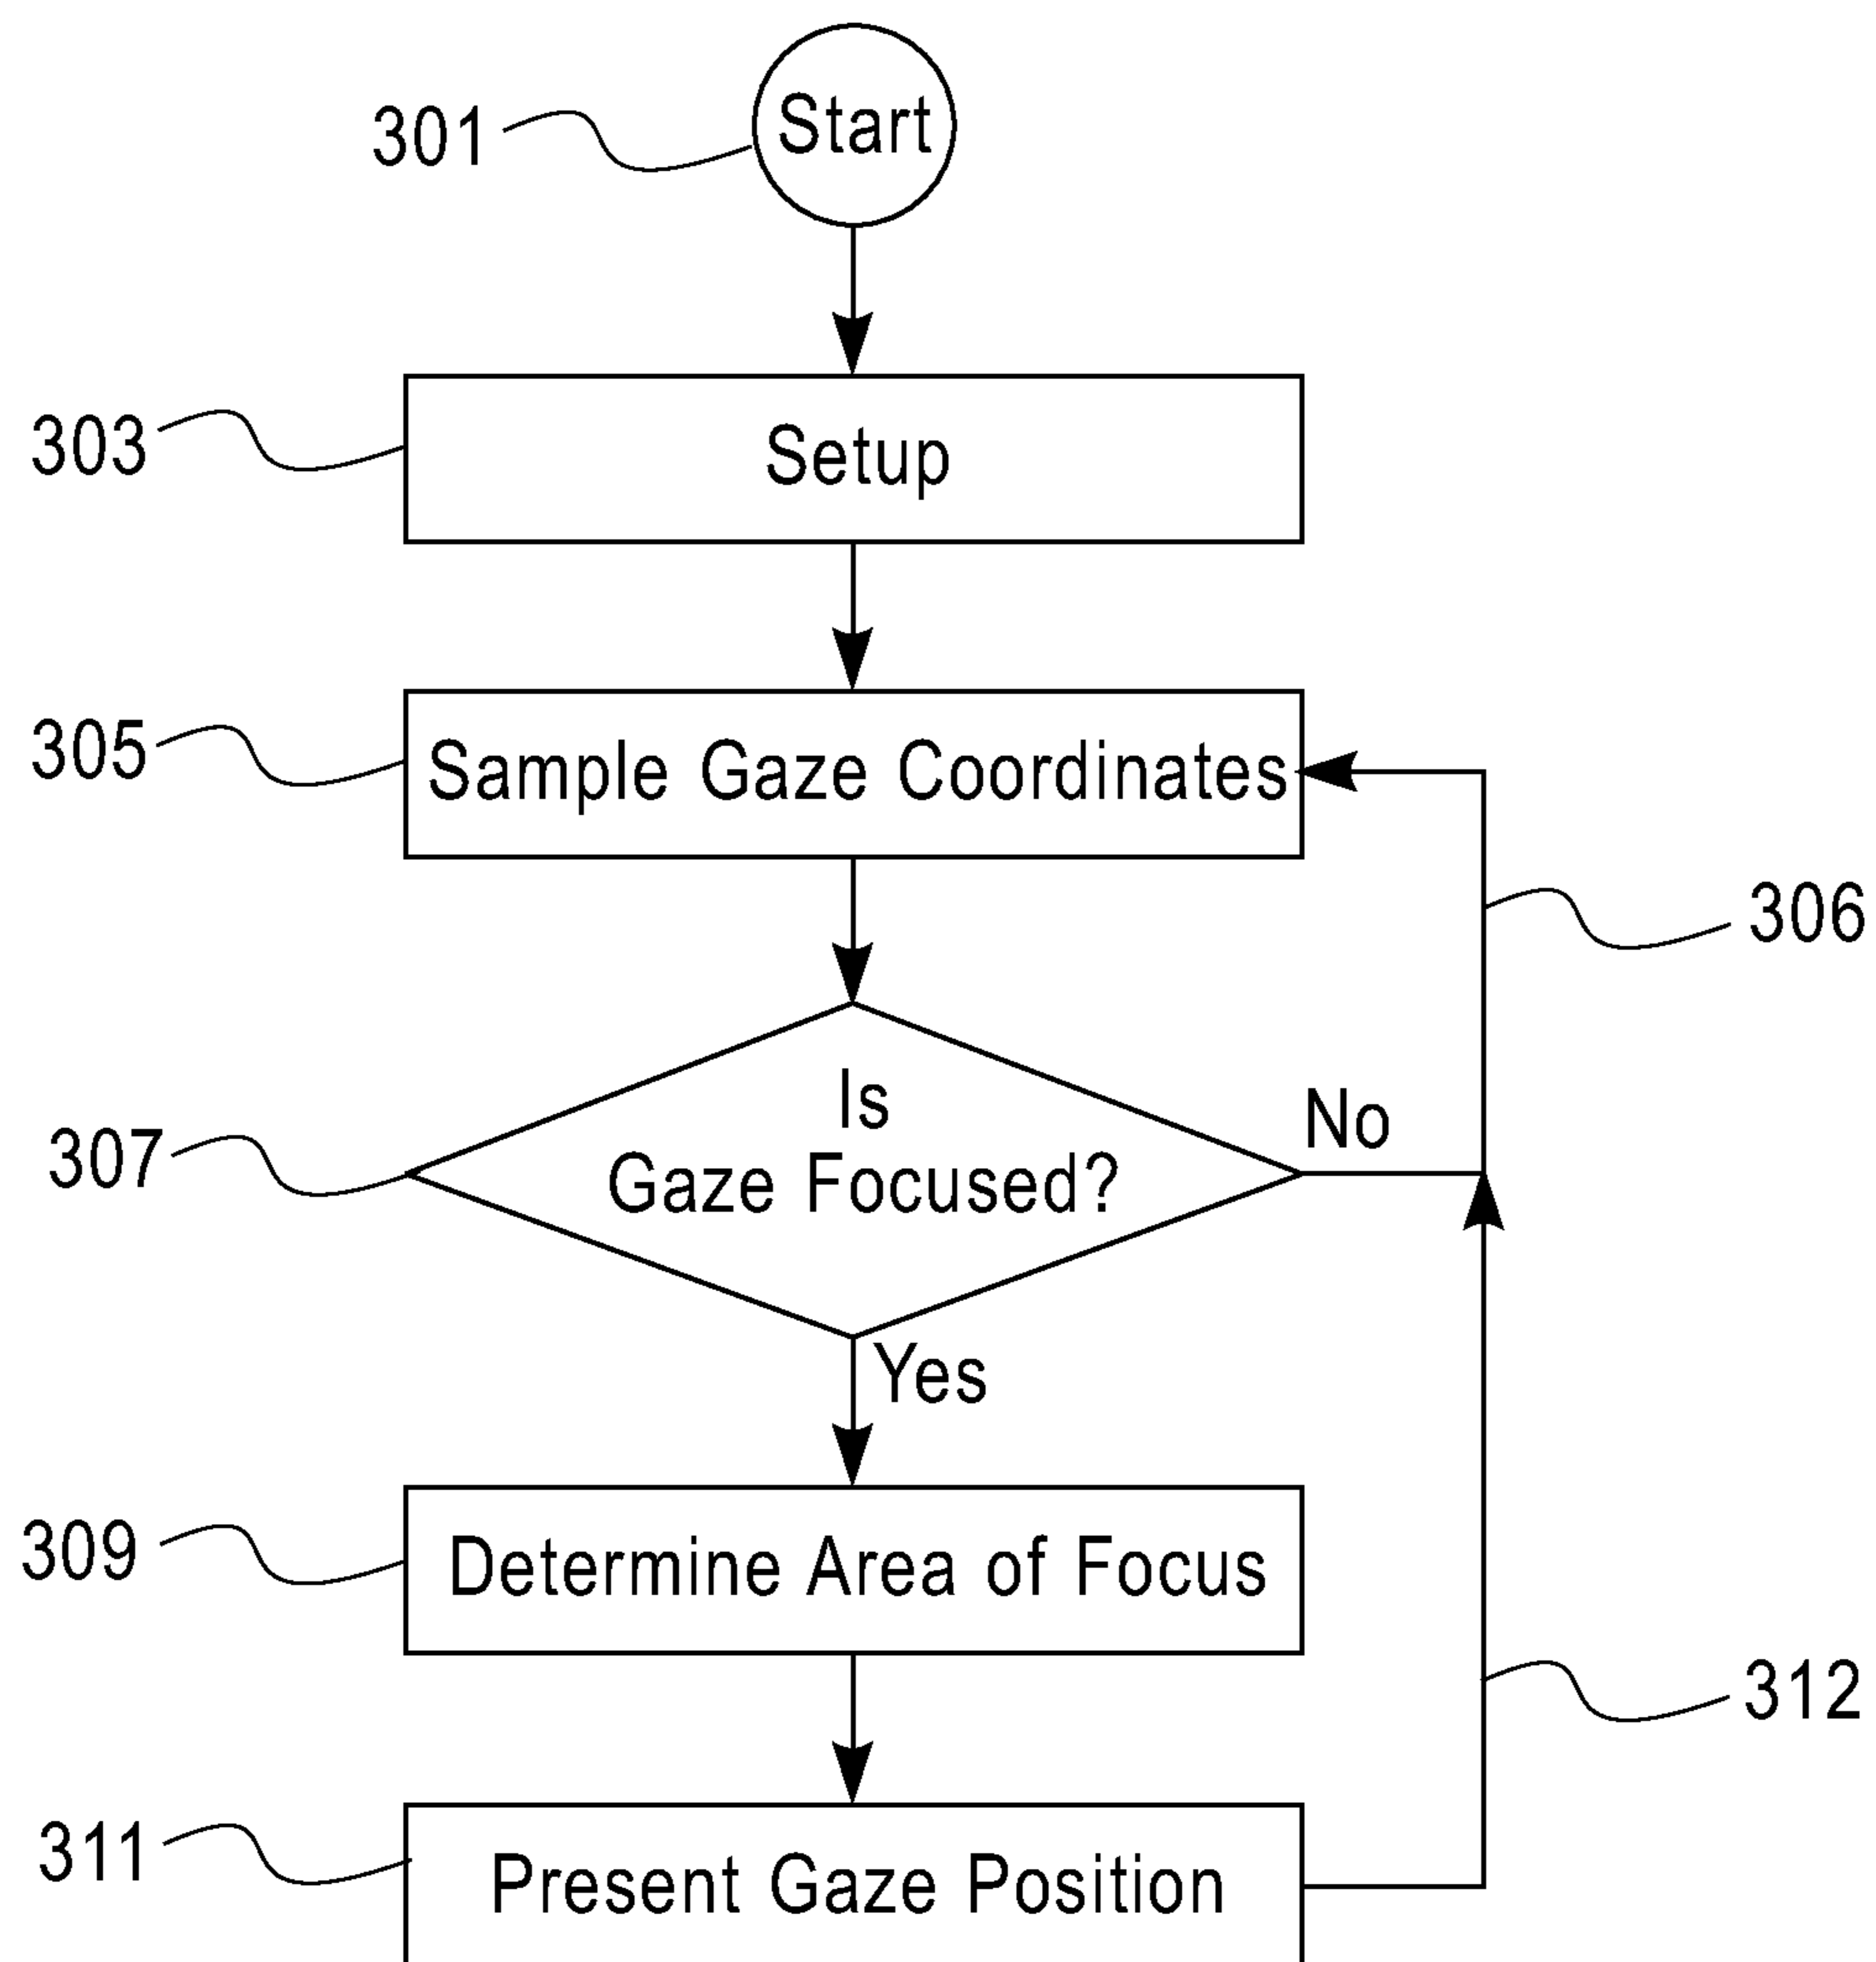 Start
301
Setup
303
Sample Gaze Coordinates
305
306
Is
Gaze Focused?
No
307
Yes
Determine Area of Focus
309
312
Present Gaze Position
311